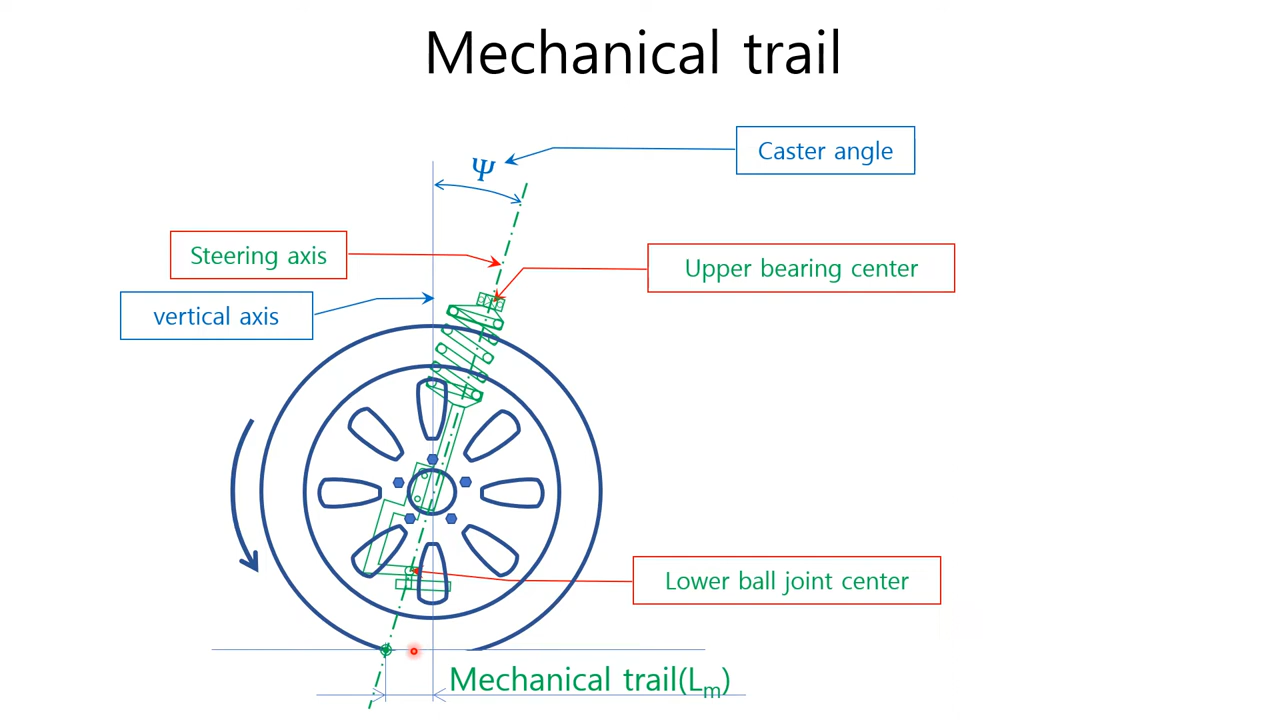 Mechanical trail
Caster angle
Ψ
Steering axis
Upper bearing center
vertical axis
Lower ball joint center
Mechanical trail(Lm)